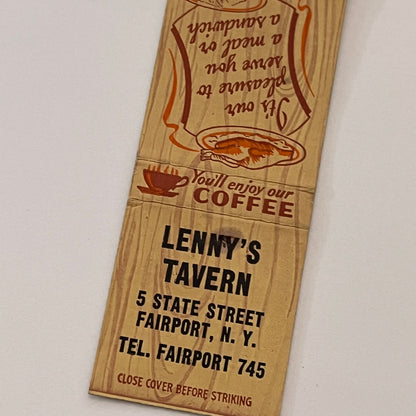 It's our
pleasure to
serve you
a meal or
a sandwich
You'll enjoy our
COFFEE
LENNY'S
TAVERN
5 STATE STREET
FAIRPORT, N. Y.
TEL. FAIRPORT 745
CLOSE COVER BEFORE STRIKING